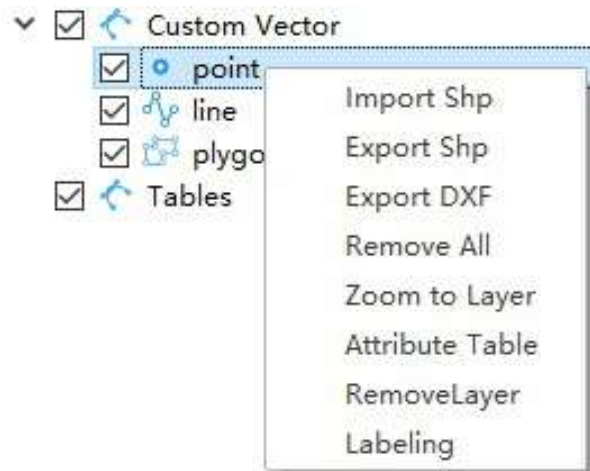 Custom Vector
point
line
plygo
Tables
Import Shp
Export Shp
Export DXF
Remove All
Zoom to Layer
Attribute Table
RemoveLayer
Labeling